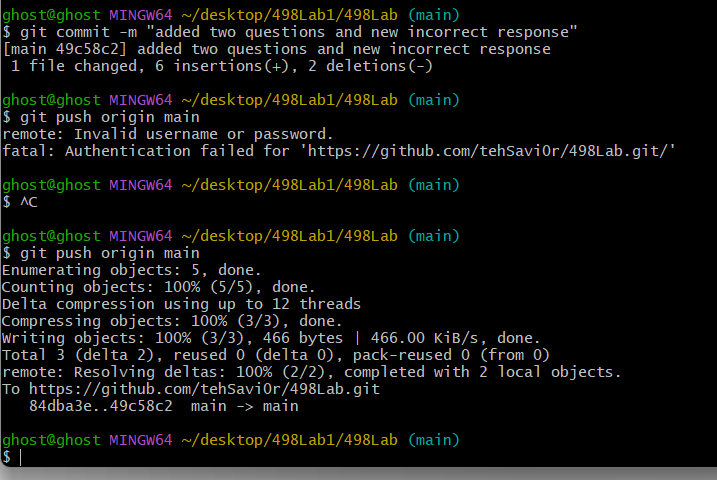 ghost@ghost MINGW64 ~/desktop/498Lab1/498Lab (main)
$ git commit -m "added two questions and new incorrect response"
[main 49c58c2] added two questions and new incorrect response
 1 file changed, 6 insertions(+), 2 deletions(-)
ghost@ghost MINGW64 ~/desktop/498Lab1/498Lab (main)
$ git push origin main
remote: Invalid username or password.
fatal: Authentication failed for 'https://github.com/tehSavi0r/498Lab.git/'
ghost@ghost MINGW64 ~/desktop/498Lab1/498Lab (main)
$ ^C
ghost@ghost MINGW64 ~/desktop/498Lab1/498Lab (main)
$ git push origin main
Enumerating objects: 5, done.
Counting objects: 100% (5/5), done.
Delta compression using up to 12 threads
Compressing objects: 100% (3/3), done.
Writing objects: 100% (3/3), 466 bytes | 466.00 KiB/s, done.
Total 3 (delta 2), reused 0 (delta 0), pack-reused 0 (from 0)
remote: Resolving deltas: 100% (2/2), completed with 2 local objects.
To https://github.com/tehSavi0r/498Lab.git
   84dba3e..49c58c2  main -> main
ghost@ghost MINGW64 ~/desktop/498Lab1/498Lab (main)
$